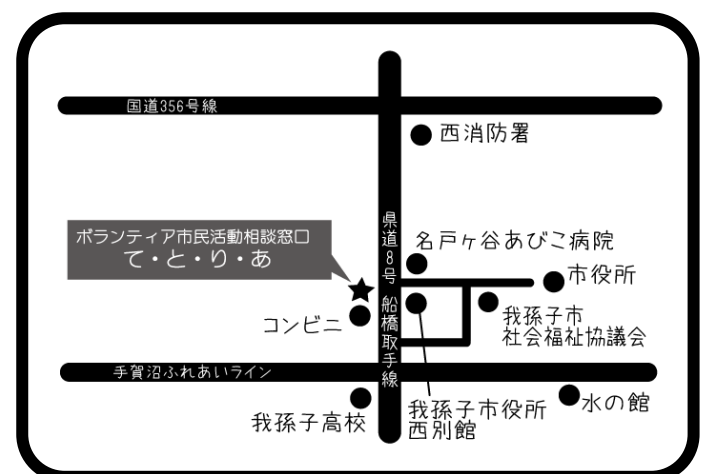 国道356号線
西消防署
県道8号 船橋取手線
ボランティア市民活動相談窓口
て・と・り・あ
名戸ヶ谷あびこ病院
市役所
コンビニ
我孫子市
社会福祉協議会
手賀沼ふれあいライン
我孫子高校
我孫子市役所
西別館
水の館